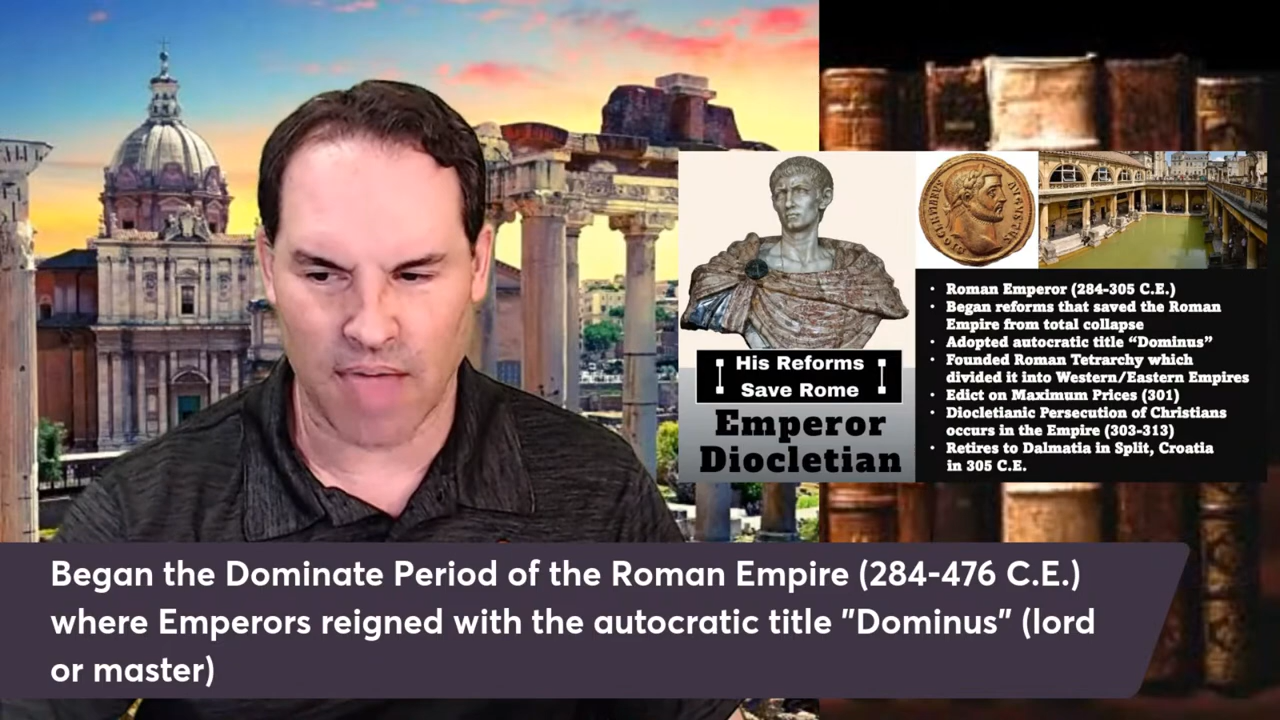 His Reforms
Save Rome
Emperor
Diocletian
DIOCLETIANVS AVGVSTVS
• Roman Emperor (284-305 C.E.)
• Began reforms that saved the Roman
Empire from total collapse
• Adopted autocratic title “Dominus”
• Founded Roman Tetrarchy which
divided it into Western/Eastern Empires
• Edict on Maximum Prices (301)
• Diocletianic Persecution of Christians
occurs in the Empire (303-313)
• Retires to Dalmatia in Split, Croatia
in 305 C.E.
Began the Dominate Period of the Roman Empire (284-476 C.E.)
where Emperors reigned with the autocratic title "Dominus" (lord
or master)